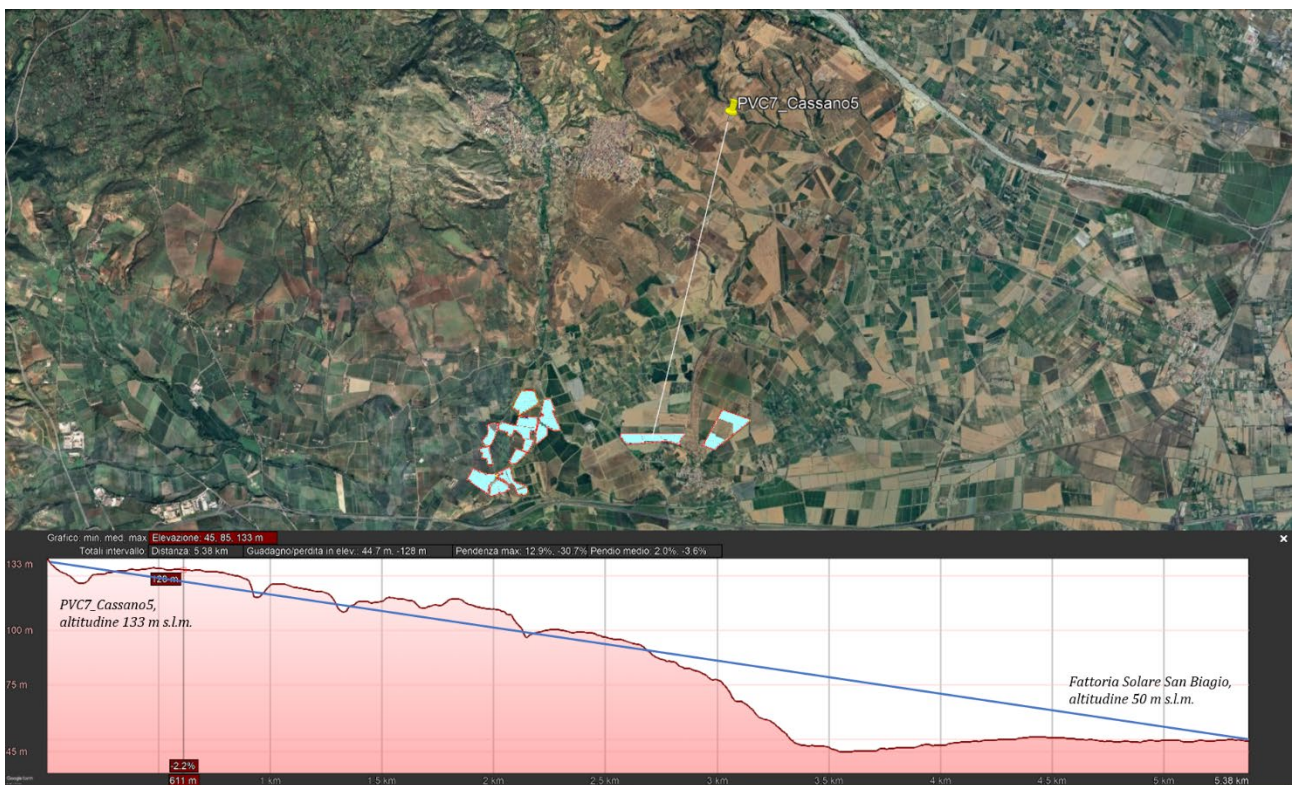 PVC7_Cassano5
Grafico: min. med. max Elevazione: 45, 85, 133 m
Totali intervallo: Distanza: 5.38 km Guadagno/perdita in elev.: 44.7 m, -128 m Pendenza max: 12.9%, -30.7% Pendio medio: 2.0%, -3.6%
133 m
128 m
PVC7_Cassano5,
altitudine 133 m s.l.m.
100 m
75 m
Fattoria Solare San Biagio,
altitudine 50 m s.l.m.
45 m
-2.2%
611 m 1 km 1.5 km 2 km 2.5 km 3 km 3.5 km 4 km 4.5 km 5 km 5.38 km